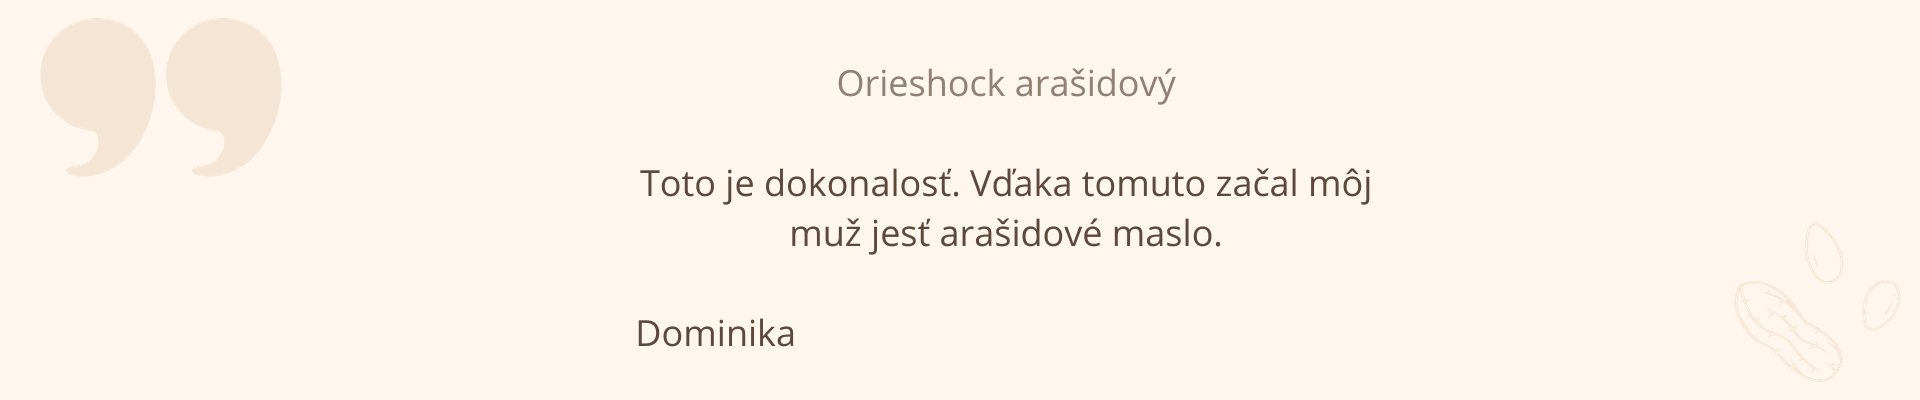 Orieshock arašidový
Toto je dokonalosť. Vďaka tomuto začal môj
muž jesť arašidové maslo.
Dominika